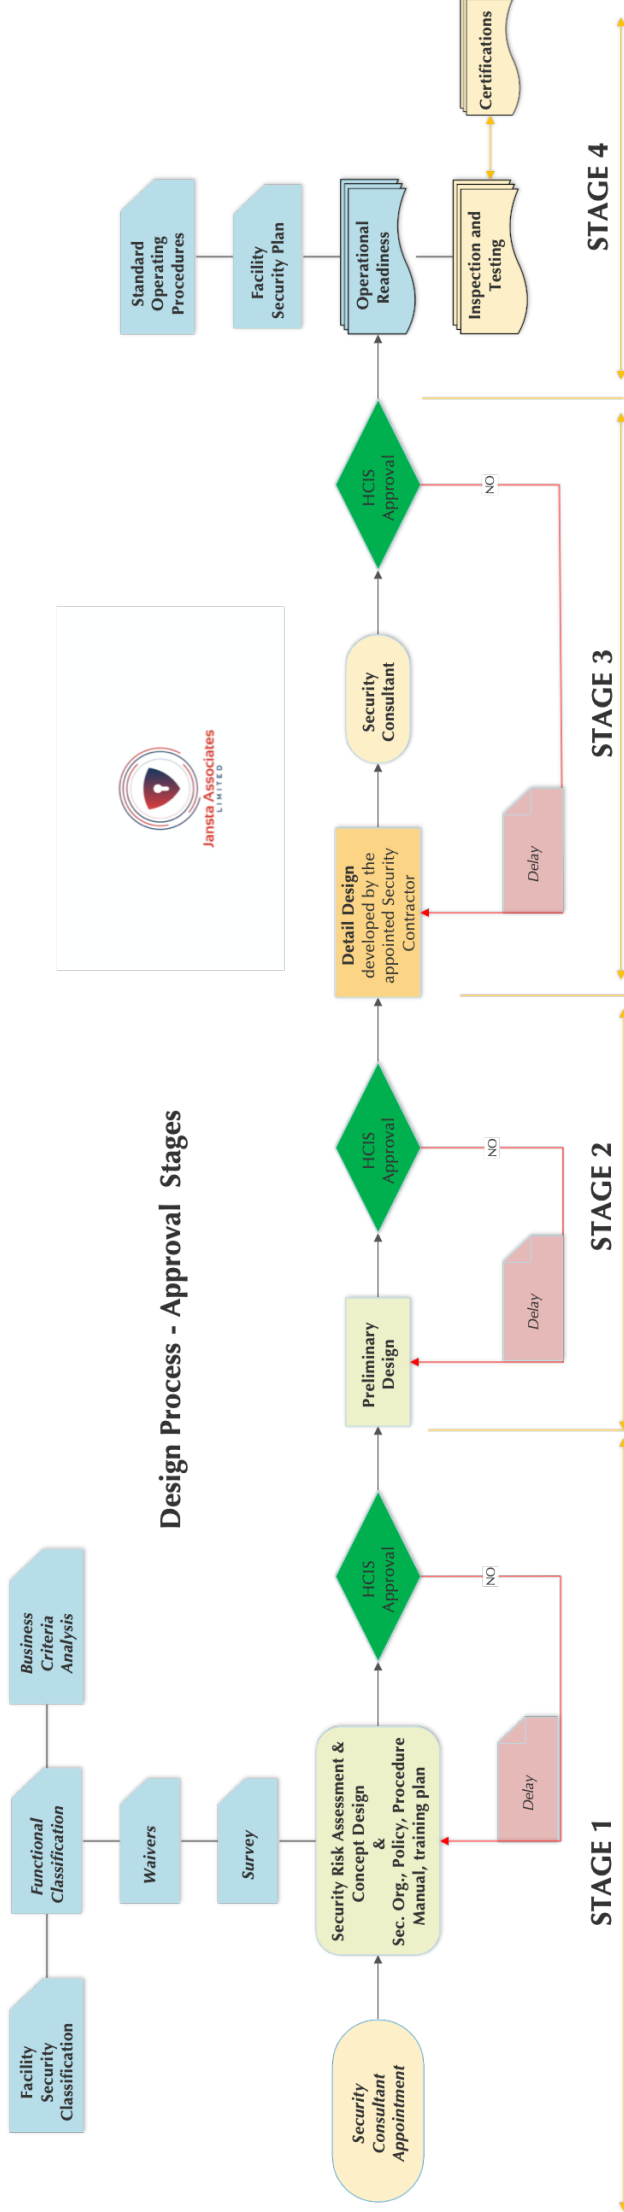 Design Process - Approval Stages
Facility
Security
Classification
Functional
Classification
Business
Criteria
Analysis
Waivers
Survey
Security
Consultant
Appointment
Security Risk Assessment &
Concept Design
&
Sec. Org., Policy, Procedure
Manual, training plan
HCIS
Approval
NO
Delay
STAGE 1
Preliminary
Design
HCIS
Approval
NO
Delay
STAGE 2
Jansta Associates
LIMITED
Detail Design
developed by the
appointed Security
Contractor
Security
Consultant
HCIS
Approval
NO
Delay
STAGE 3
Standard
Operating
Procedures
Facility
Security Plan
Operational
Readiness
Inspection and
Testing
Certifications
STAGE 4